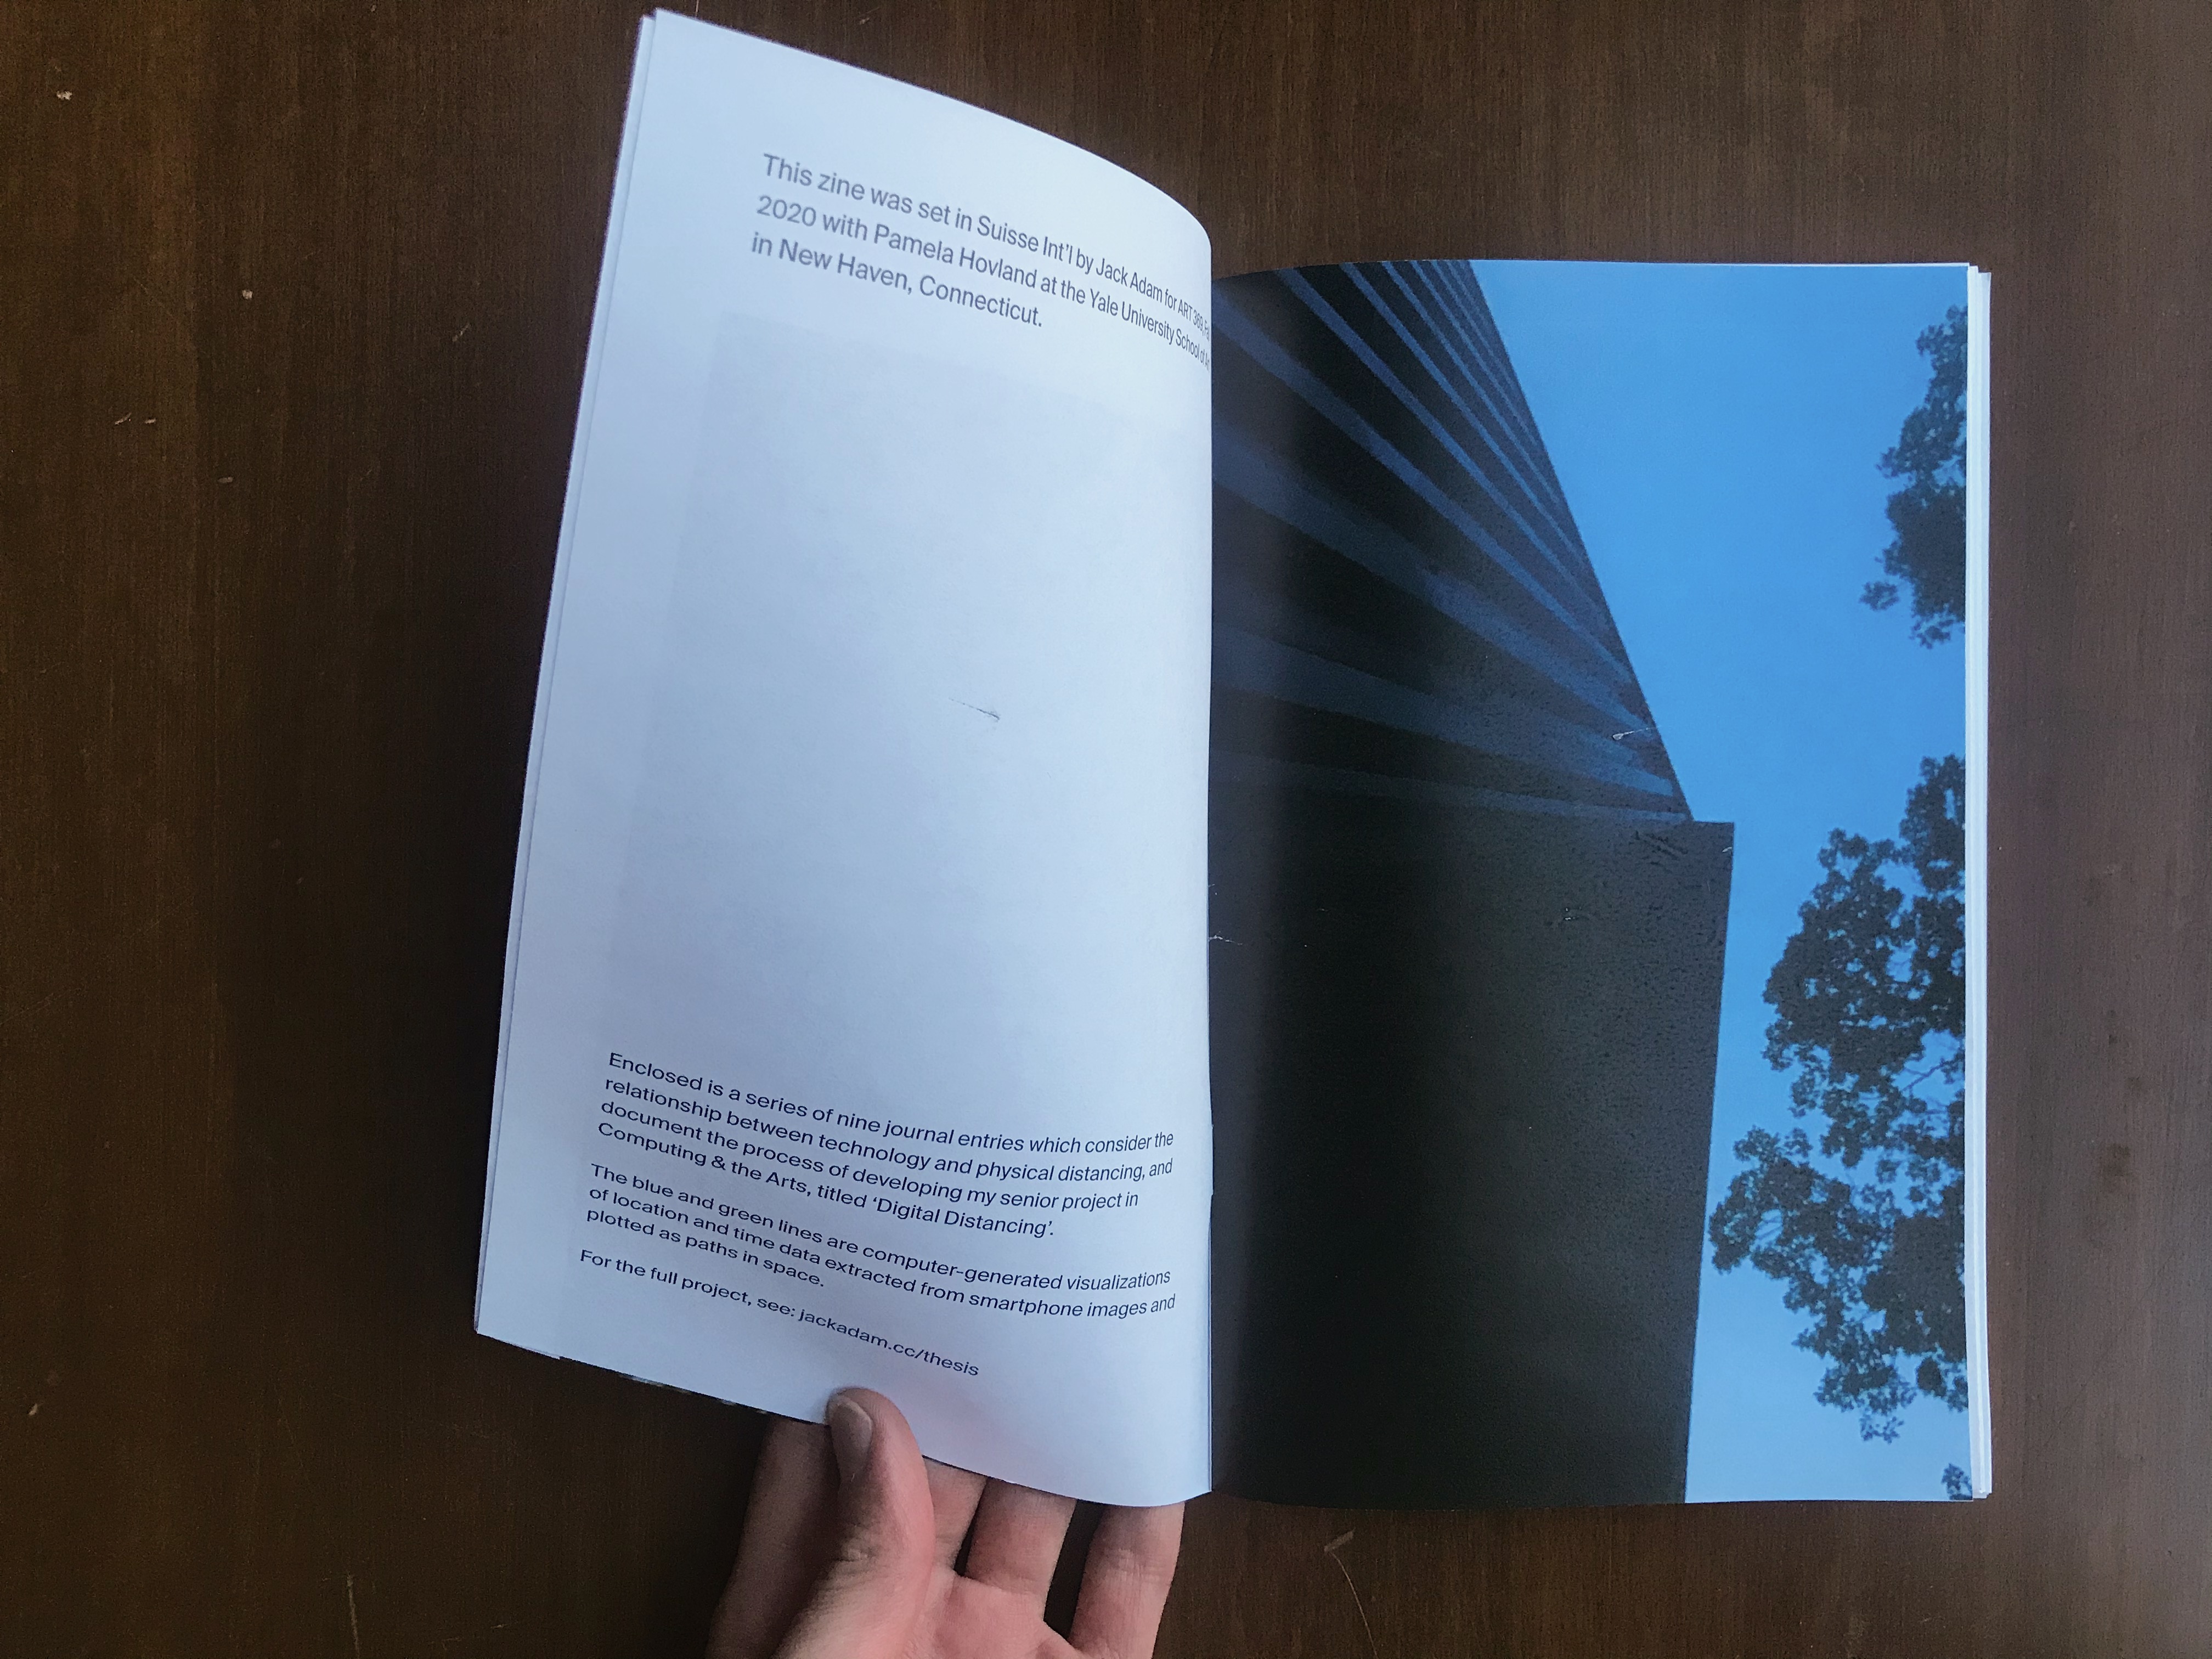 This zine was set in Suisse Int'l by Jack Adam for ART 369, Fa
2020 with Pamela Hovland at the Yale University School of Ar
in New Haven, Connecticut.
Enclosed is a series of nine journal entries which consider the
relationship between technology and physical distancing, and
document the process of developing my senior project in
Computing & the Arts, titled ‘Digital Distancing’.
The blue and green lines are computer-generated visualizations
of location and time data extracted from smartphone images and
plotted as paths in space.
For the full project, see: jackadam.cc/thesis